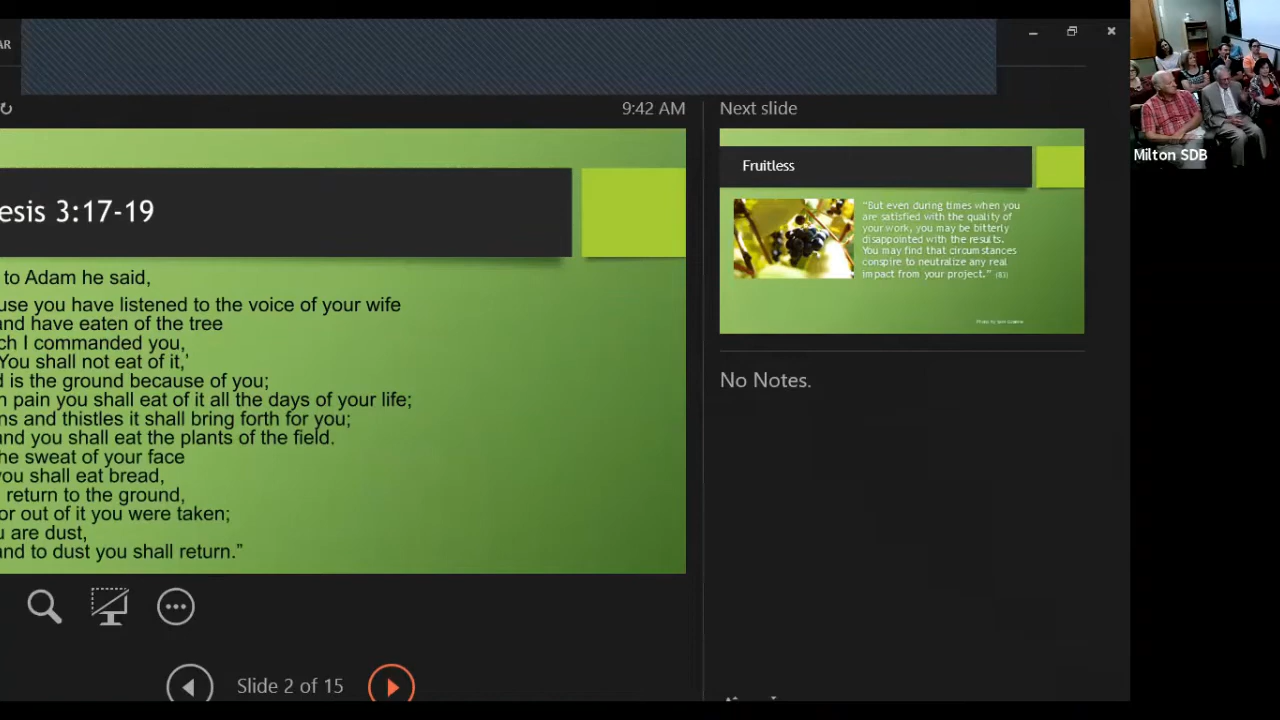 AR
9:42 AM
esis 3:17-19
to Adam he said,
use you have listened to the voice of your wife
and have eaten of the tree
ch I commanded you,
You shall not eat of it,'
d is the ground because of you;
n pain you shall eat of it all the days of your life;
ns and thistles it shall bring forth for you;
and you shall eat the plants of the field.
he sweat of your face
you shall eat bread,
return to the ground,
or out of it you were taken;
u are dust,
and to dust you shall return.”
Slide 2 of 15
Next slide
Fruitless
“But even during times when you
are satisfied with the quality of
your work, you may be bitterly
disappointed with the results.
You may find that circumstances
conspire to neutralize any real
impact from your project.” (83)
No Notes.
Milton SDB